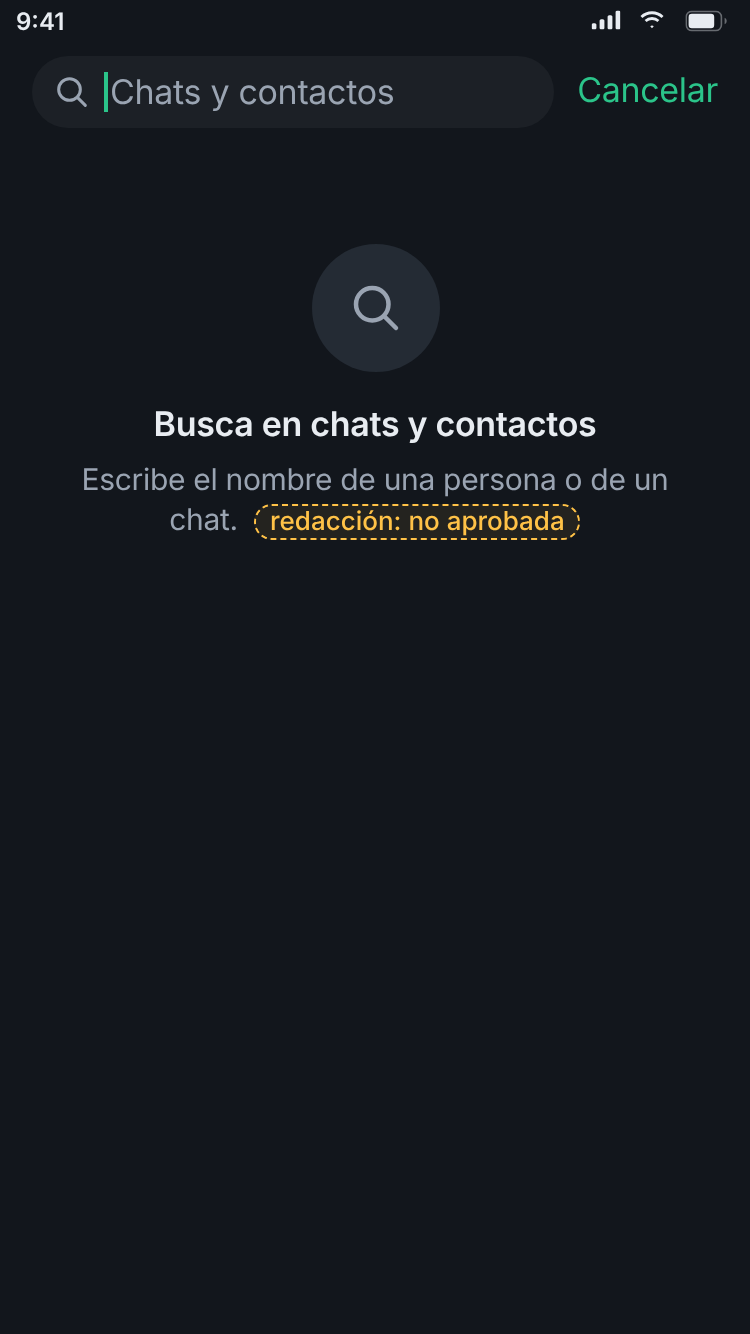 9:41
Chats y contactos
Cancelar
Busca en chats y contactos
Escribe el nombre de una persona o de un
chat. redacción: no aprobada